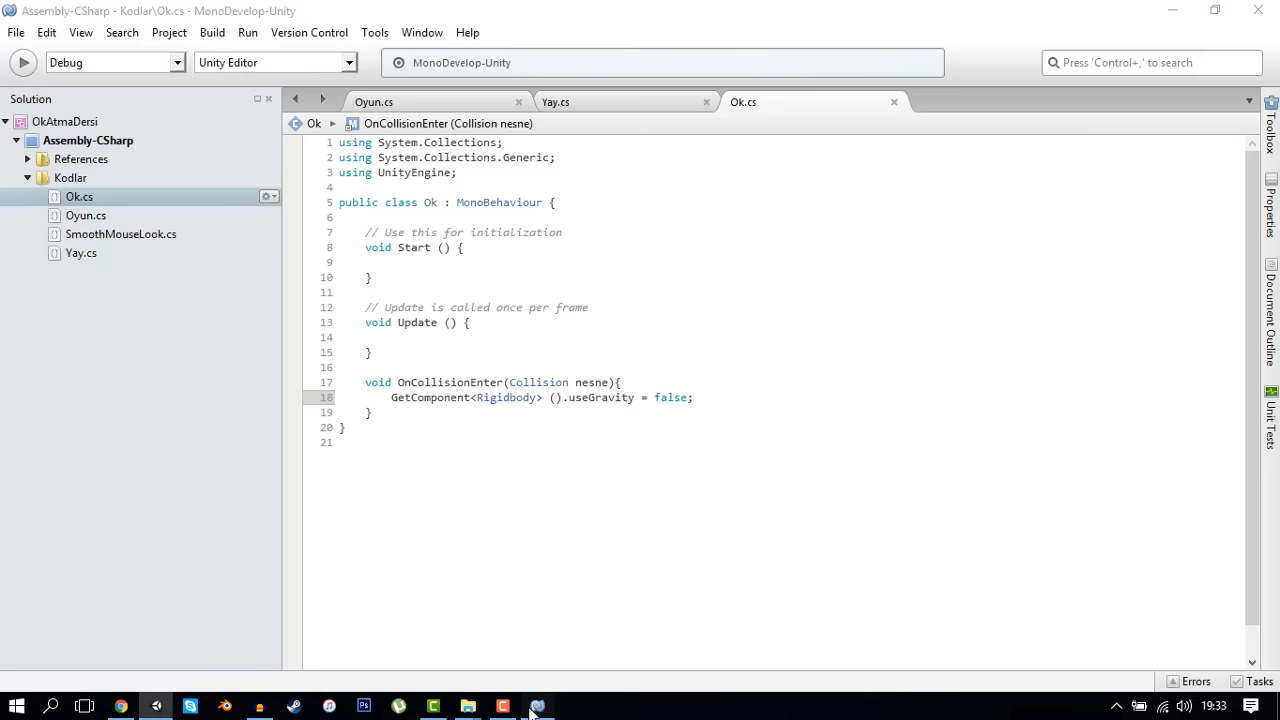 Assembly-CSharp - Kodlar\Ok.cs - MonoDevelop-Unity
File Edit View Search Project Build Run Version Control Tools Window Help
Debug Unity Editor MonoDevelop-Unity Press 'Control+,' to search
Solution
OkAtmaDersi
Assembly-CSharp
References
Kodlar
Ok.cs
Oyun.cs
SmoothMouseLook.cs
Yay.cs
Oyun.cs Yay.cs Ok.cs
Ok OnCollisionEnter (Collision nesne)
1 using System.Collections;
2 using System.Collections.Generic;
3 using UnityEngine;
4
5 public class Ok : MonoBehaviour {
6
7 // Use this for initialization
8 void Start () {
9
10 }
11
12 // Update is called once per frame
13 void Update () {
14
15 }
16
17 void OnCollisionEnter(Collision nesne){
18 GetComponent<Rigidbody> ().useGravity = false;
19 }
20 }
21
Toolbox
Properties
Document Outline
Unit Tests
Errors Tasks
Ps
19:33